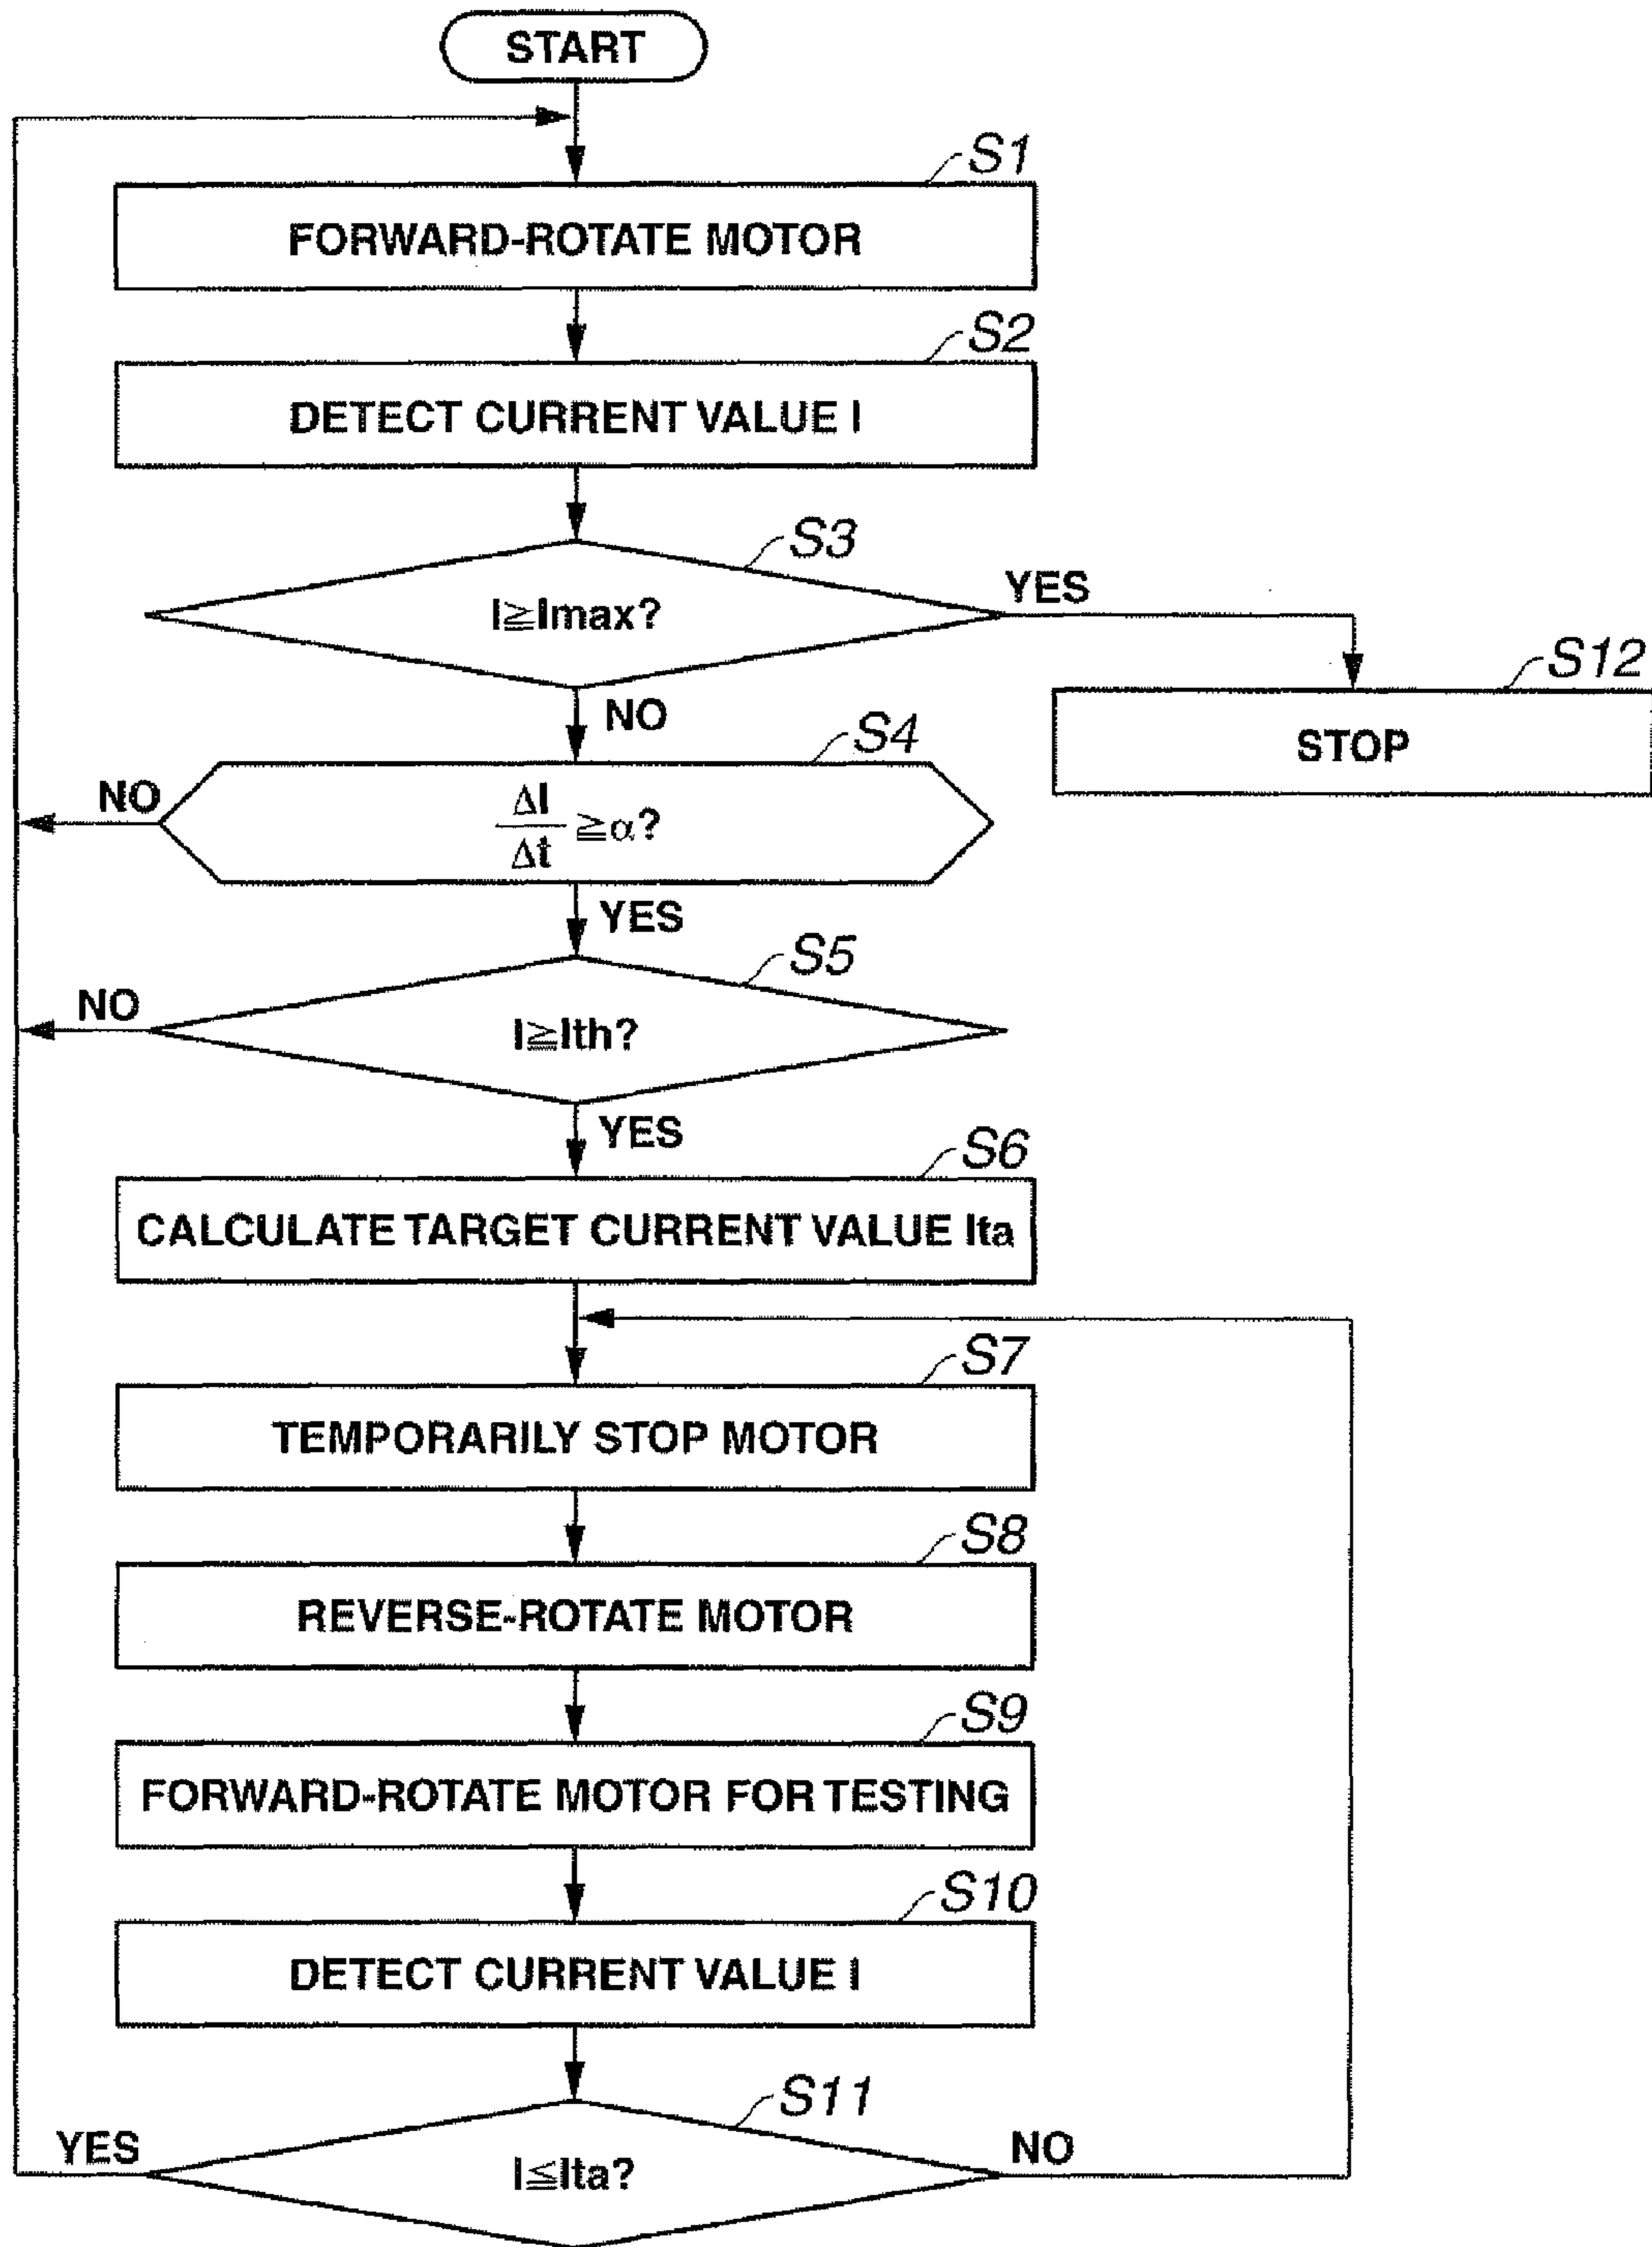 START
S1
FORWARD-ROTATE MOTOR
S2
DETECT CURRENT VALUE I
S3
I≧Imax?
YES
S12
STOP
NO
S4
NO
ΔI
Δt
≧α?
YES
S5
NO
I≧Ith?
YES
S6
CALCULATE TARGET CURRENT VALUE Ita
S7
TEMPORARILY STOP MOTOR
S8
REVERSE-ROTATE MOTOR
S9
FORWARD-ROTATE MOTOR FOR TESTING
S10
DETECT CURRENT VALUE I
S11
YES
I≦Ita?
NO